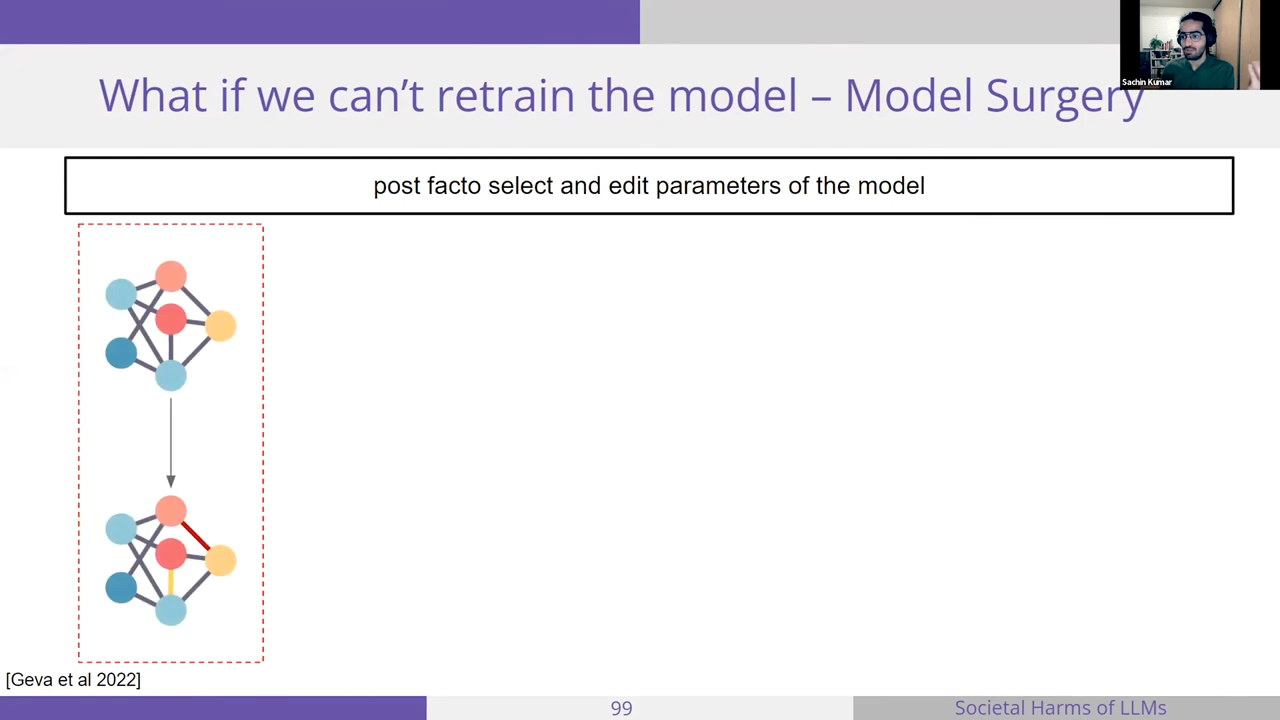 What if we can't retrain the model – Model Surgery
Sachin Kumar
post facto select and edit parameters of the model
[Geva et al 2022]
99
Societal Harms of LLMs